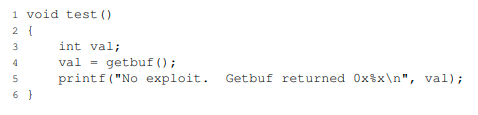 1 void test()
2 {
3     int val;
4     val = getbuf();
5     printf("No exploit.  Getbuf returned 0x%x\n", val);
6 }